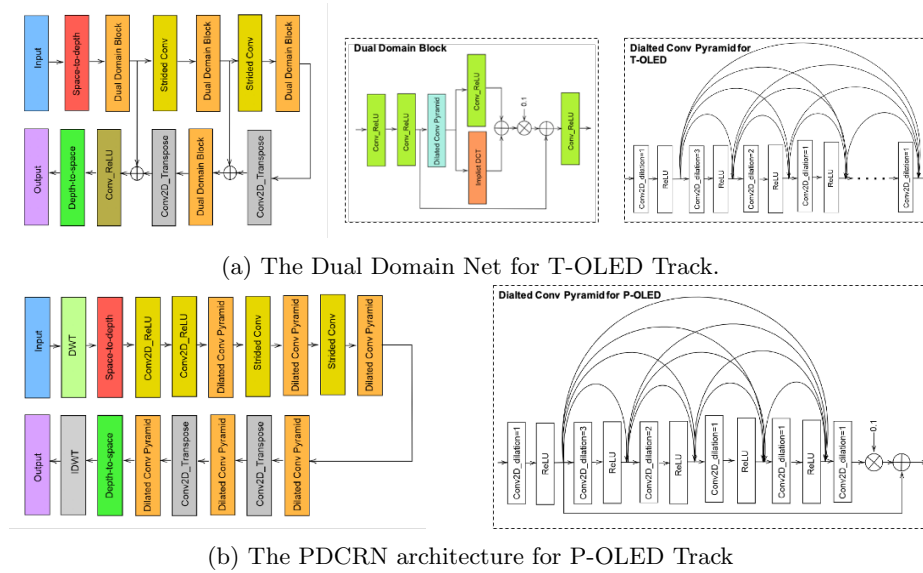 Input
Space-to-depth
Dual Domain Block
Strided Conv
Dual Domain Block
Strided Conv
Dual Domain Block
Output
Depth-to-space
Conv_ReLU
Conv2D_Transpose
Dual Domain Block
Conv2D_Transpose
Dual Domain Block
Conv_ReLU
Conv_ReLU
Dilated Conv Pyramid
Conv_ReLU
Implicit DCT
0.1
Conv_ReLU
Dialted Conv Pyramid for
T-OLED
Conv2D_dilation=1
ReLU
Conv2D_dilation=3
ReLU
Conv2D_dilation=2
ReLU
Conv2D_dilation=1
ReLU
Conv2D_dilation=1
(a) The Dual Domain Net for T-OLED Track.
Input
DWT
Space-to-depth
Conv2D_ReLU
Conv2D_ReLU
Dilated Conv Pyramid
Strided Conv
Dilated Conv Pyramid
Strided Conv
Dilated Conv Pyramid
Output
IDWT
Depth-to-space
Dilated Conv Pyramid
Conv2D_Transpose
Dilated Conv Pyramid
Conv2D_Transpose
Dilated Conv Pyramid
Dialted Conv Pyramid for P-OLED
Conv2D_dilation=1
ReLU
Conv2D_dilation=3
ReLU
Conv2D_dilation=2
ReLU
Conv2D_dilation=1
ReLU
Conv2D_dilation=1
ReLU
Conv2D_dilation=1
0.1
(b) The PDCRN architecture for P-OLED Track